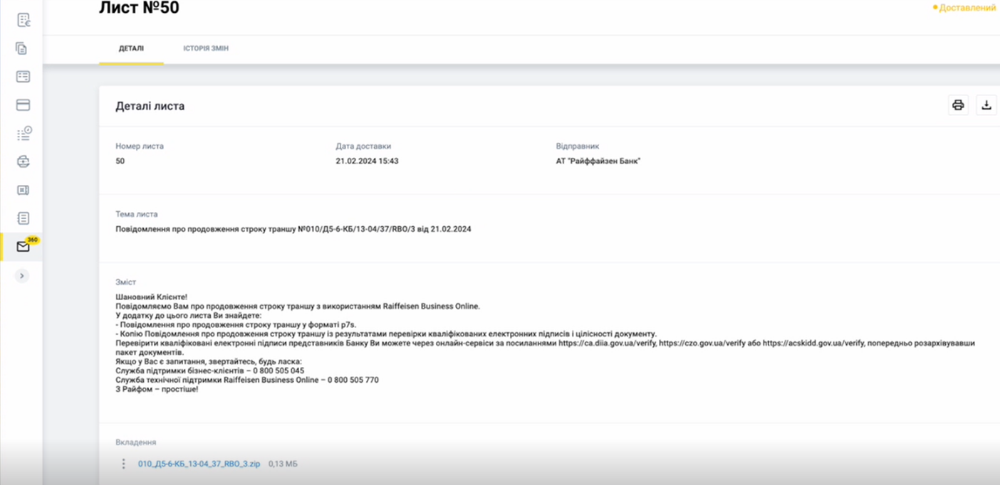 Лист №50
Доставлений
ДЕТАЛІ
ІСТОРІЯ ЗМІН
Деталі листа
Номер листа
Дата доставки
Відправник
50
21.02.2024 15:43
АТ "Райффайзен Банк"
Тема листа
Повідомлення про продовження строку траншу №010/Д5-6-КБ/13-04/37/RBO/3 від 21.02.2024
360
Зміст
Шановний Клієнте!
Повідомляємо Вам про продовження строку траншу з використанням Raiffeisen Business Online.
У додатку до цього листа Ви знайдете:
- Повідомлення про продовження строку траншу у форматі p7s.
- Копію Повідомлення про продовження строку траншу із результатами перевірки кваліфікованих електронних підписів і цілісності документу.
Перевірити кваліфіковані електронні підписи представників Банку Ви можете через онлайн-сервіси за посиланнями https://ca.diia.gov.ua/verify, https://czo.gov.ua/verify або https://acskidd.gov.ua/verify, попередньо розархівувавши
пакет документів.
Якщо у Вас є запитання, звертайтесь, будь ласка:
Служба підтримки бізнес-клієнтів – 0 800 505 045
Служба технічної підтримки Raiffeisen Business Online – 0 800 505 770
З Райфом – простіше!
Вкладення
010_Д5-6-КБ_13-04_37_RBO_3.zip 0,13 МБ